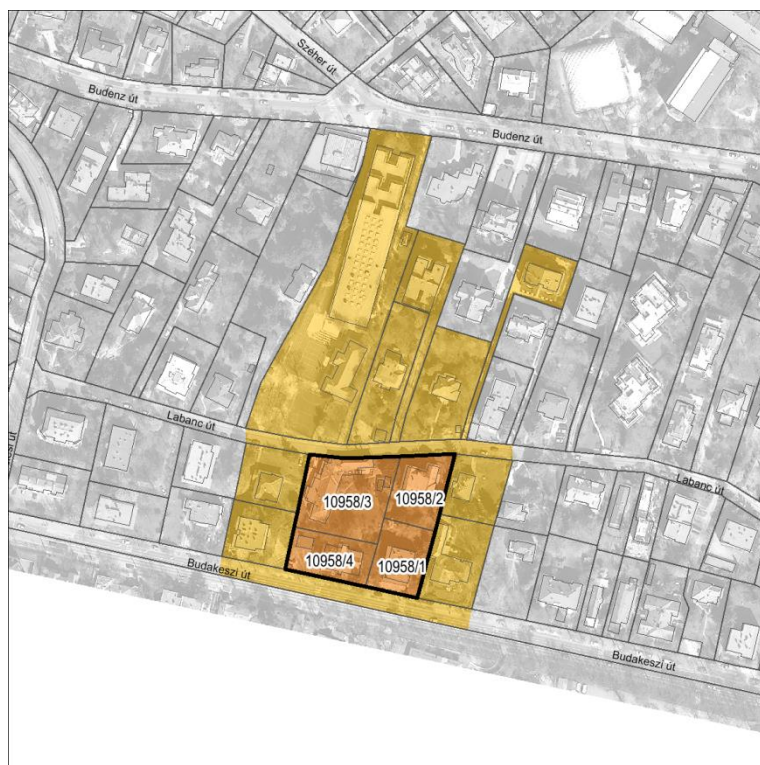 Széher út
Budenz út
Budenz út
Labanc út
Labanc út
10958/3
10958/2
10958/4
10958/1
Budakeszi út
Budakeszi út